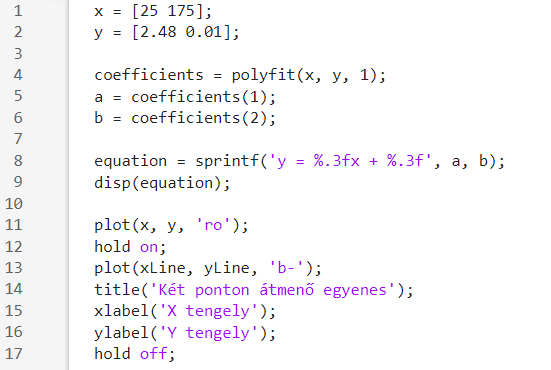 1 x = [25 175];
2 y = [2.48 0.01];
3
4 coefficients = polyfit(x, y, 1);
5 a = coefficients(1);
6 b = coefficients(2);
7
8 equation = sprintf('y = %.3fx + %.3f', a, b);
9 disp(equation);
10
11 plot(x, y, 'ro');
12 hold on;
13 plot(xLine, yLine, 'b-');
14 title('Két ponton átmenő egyenes');
15 xlabel('X tengely');
16 ylabel('Y tengely');
17 hold off;